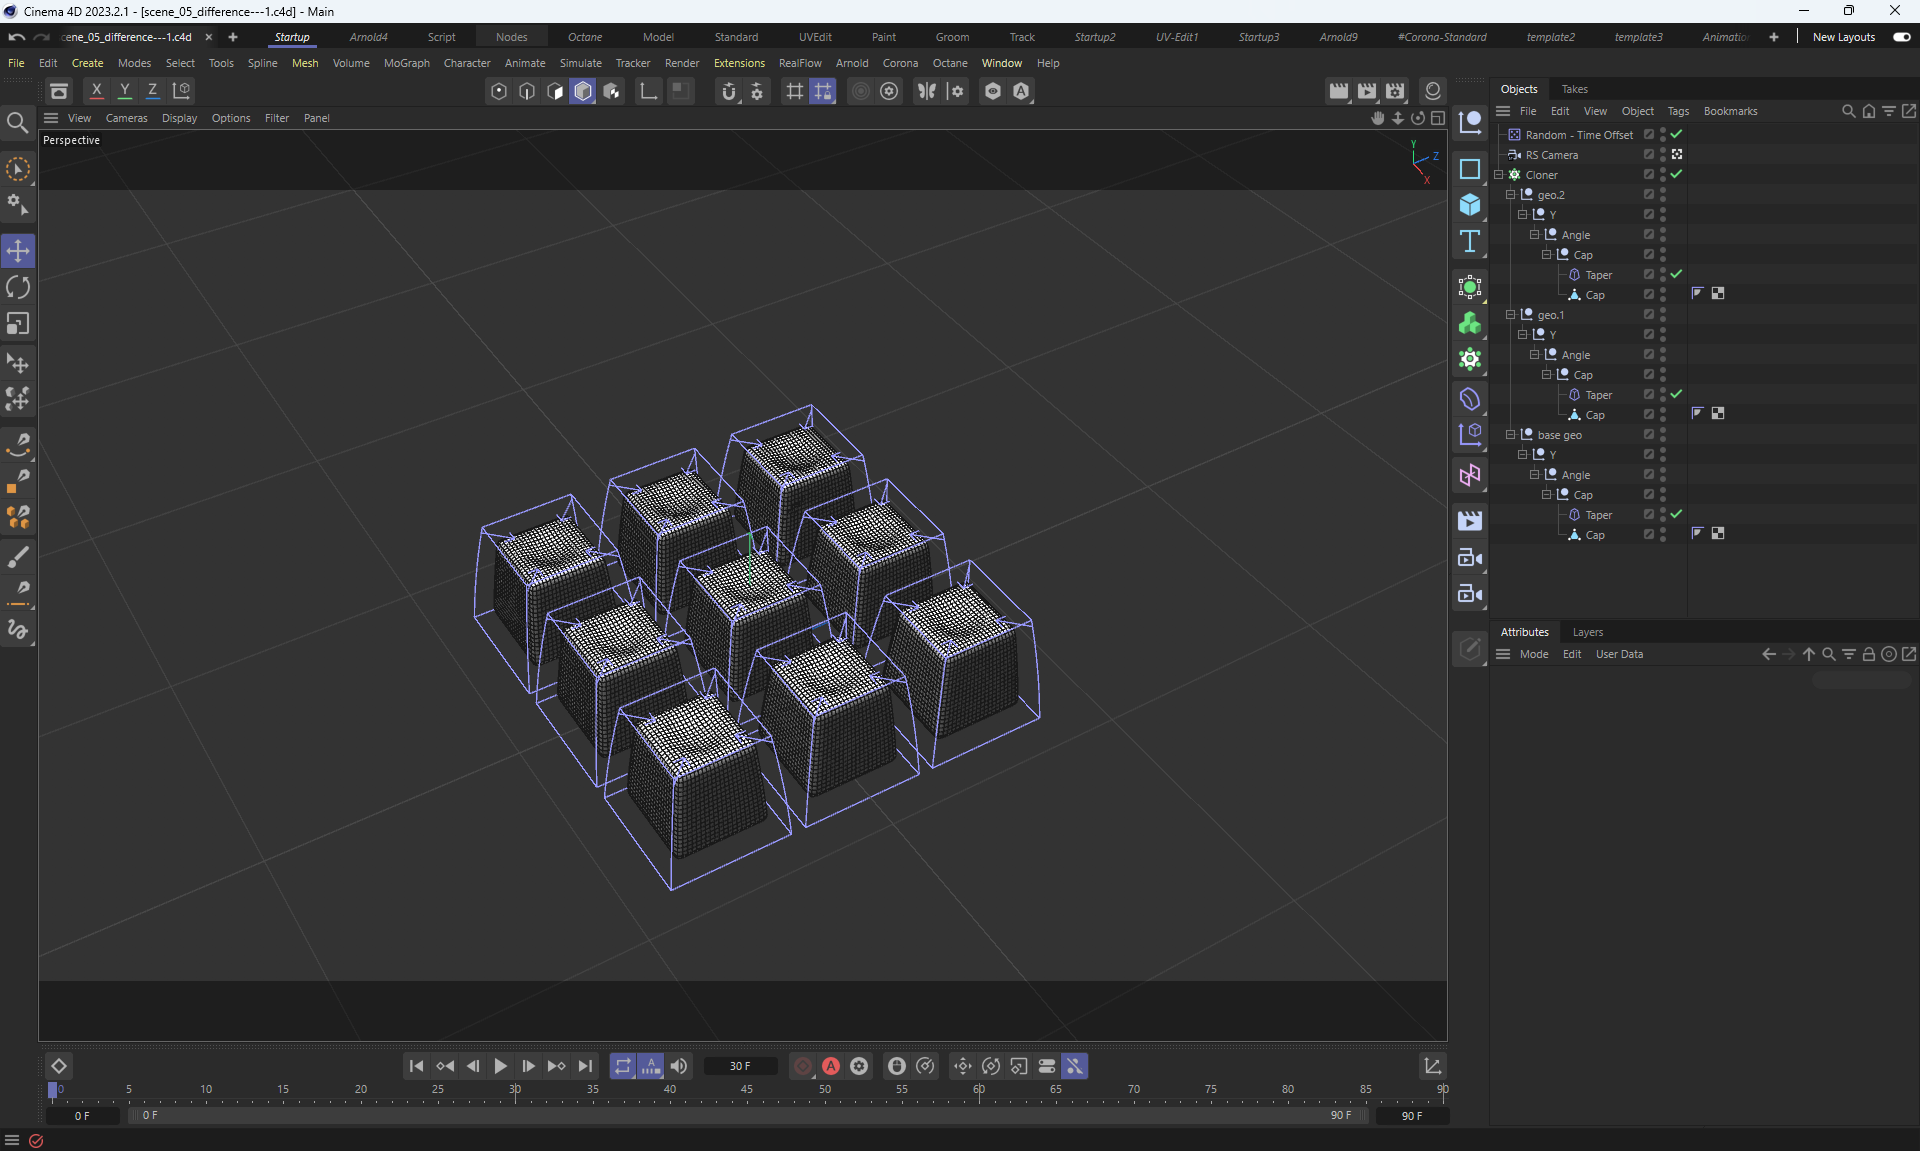 Cinema 4D 2023.2.1 - [scene_05_difference---1.c4d] - Main
ene_05_difference---1.c4d × + Startup Arnold4 Script Nodes Octane Model Standard UVEdit Paint Groom Track Startup2 UV-Edit1 Startup3 Arnold9 #Corona-Standard template2 template3 Animatio + New Layouts
File Edit Create Modes Select Tools Spline Mesh Volume MoGraph Character Animate Simulate Tracker Render Extensions RealFlow Arnold Corona Octane Window Help
X Y Z
Objects Takes
View Cameras Display Options Filter Panel
File Edit View Object Tags Bookmarks
Perspective
Y
Z
X
Random - Time Offset
RS Camera
Cloner
geo.2
Y
Angle
Cap
Taper
Cap
geo.1
Y
Angle
Cap
Taper
Cap
base geo
Y
Angle
Cap
Taper
Cap
Attributes Layers
Mode Edit User Data
30 F
0 5 10 15 20 25 30 35 40 45 50 55 60 65 70 75 80 85 90
0 F 0 F 90 F 90 F